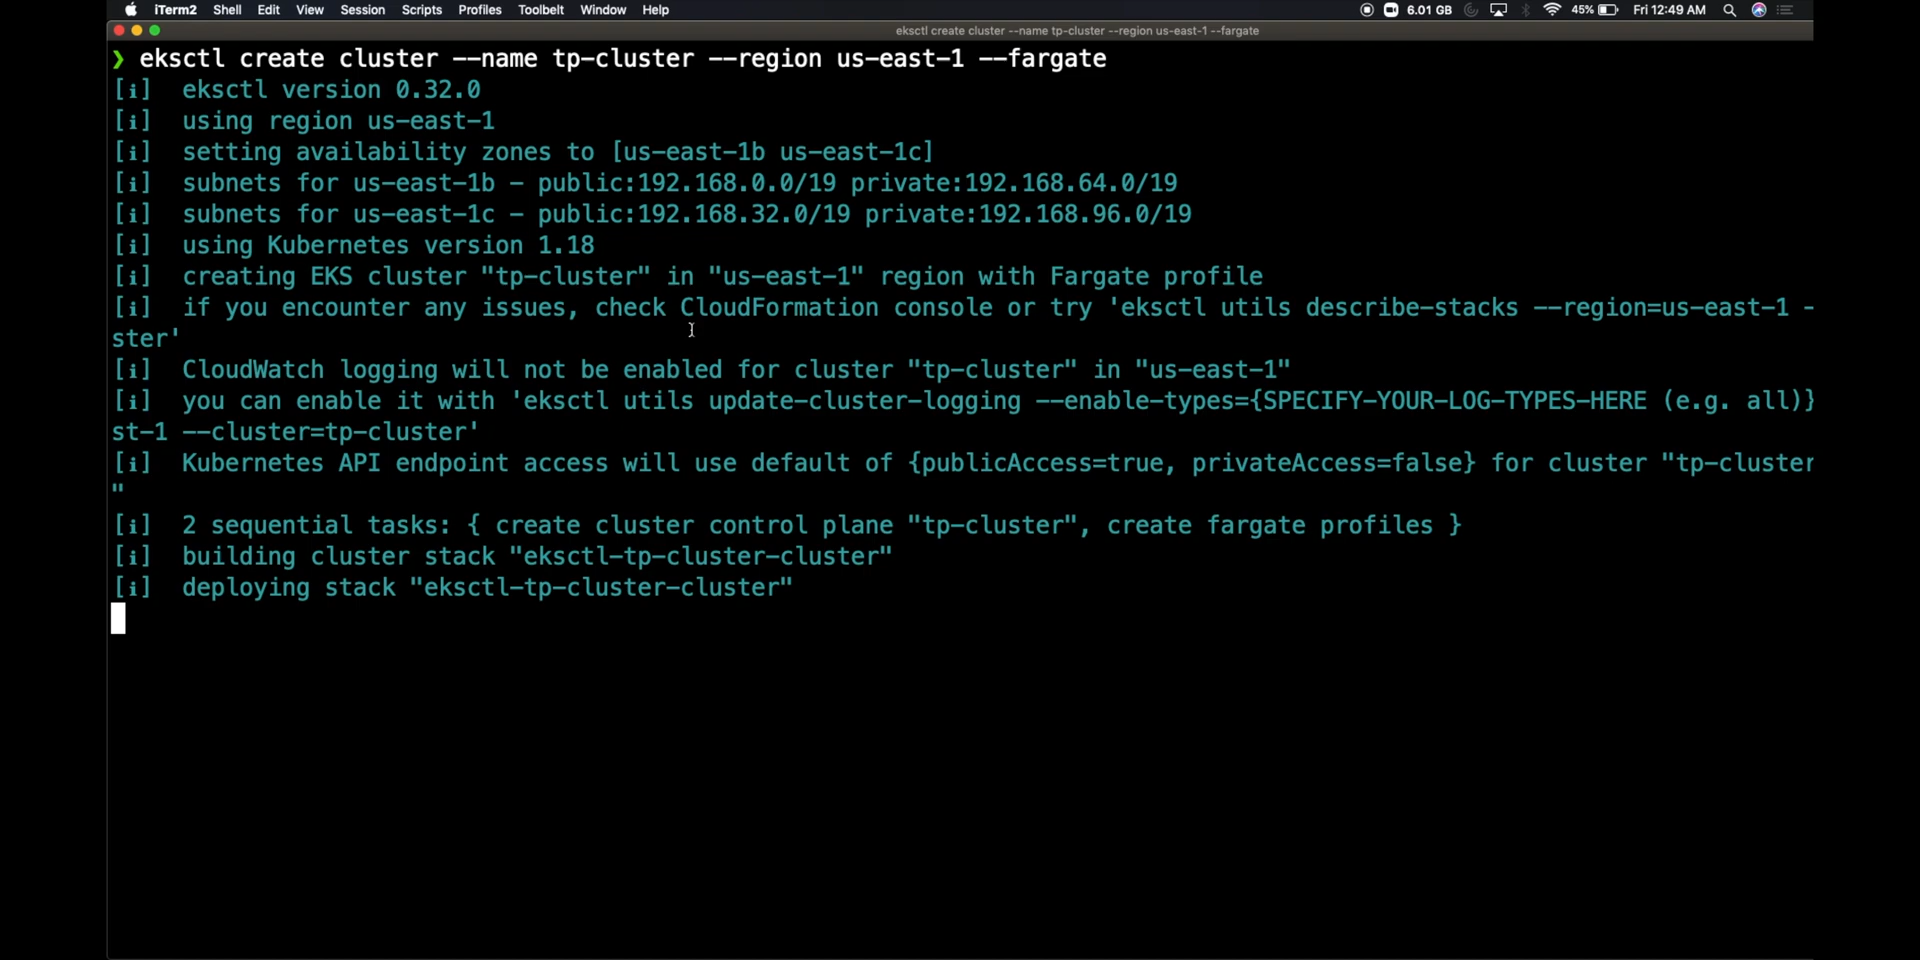 iTerm2 Shell Edit View Session Scripts Profiles Toolbelt Window Help 6.01 GB 45% Fri 12:49 AM
eksctl create cluster --name tp-cluster --region us-east-1 --fargate
❯ eksctl create cluster --name tp-cluster --region us-east-1 --fargate
[ℹ]  eksctl version 0.32.0
[ℹ]  using region us-east-1
[ℹ]  setting availability zones to [us-east-1b us-east-1c]
[ℹ]  subnets for us-east-1b - public:192.168.0.0/19 private:192.168.64.0/19
[ℹ]  subnets for us-east-1c - public:192.168.32.0/19 private:192.168.96.0/19
[ℹ]  using Kubernetes version 1.18
[ℹ]  creating EKS cluster "tp-cluster" in "us-east-1" region with Fargate profile
[ℹ]  if you encounter any issues, check CloudFormation console or try 'eksctl utils describe-stacks --region=us-east-1 -
ster'
[ℹ]  CloudWatch logging will not be enabled for cluster "tp-cluster" in "us-east-1"
[ℹ]  you can enable it with 'eksctl utils update-cluster-logging --enable-types={SPECIFY-YOUR-LOG-TYPES-HERE (e.g. all)}
st-1 --cluster=tp-cluster'
[ℹ]  Kubernetes API endpoint access will use default of {publicAccess=true, privateAccess=false} for cluster "tp-cluster
"
[ℹ]  2 sequential tasks: { create cluster control plane "tp-cluster", create fargate profiles }
[ℹ]  building cluster stack "eksctl-tp-cluster-cluster"
[ℹ]  deploying stack "eksctl-tp-cluster-cluster"